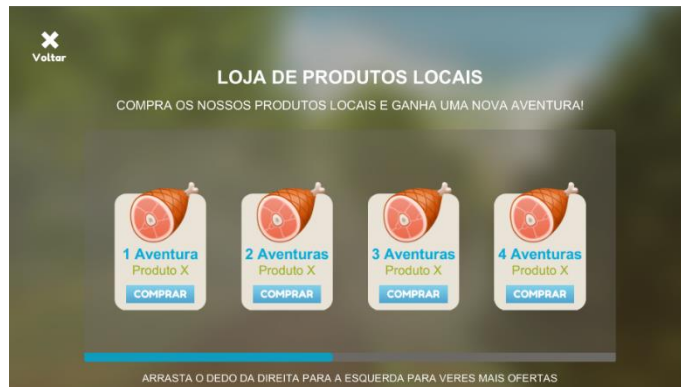 Voltar
LOJA DE PRODUTOS LOCAIS
COMPRA OS NOSSOS PRODUTOS LOCAIS E GANHA UMA NOVA AVENTURA!
1 Aventura
Produto X
COMPRAR
2 Aventuras
Produto X
COMPRAR
3 Aventuras
Produto X
COMPRAR
4 Aventuras
Produto X
COMPRAR
ARRASTA O DEDO DA DIREITA PARA A ESQUERDA PARA VERES MAIS OFERTAS